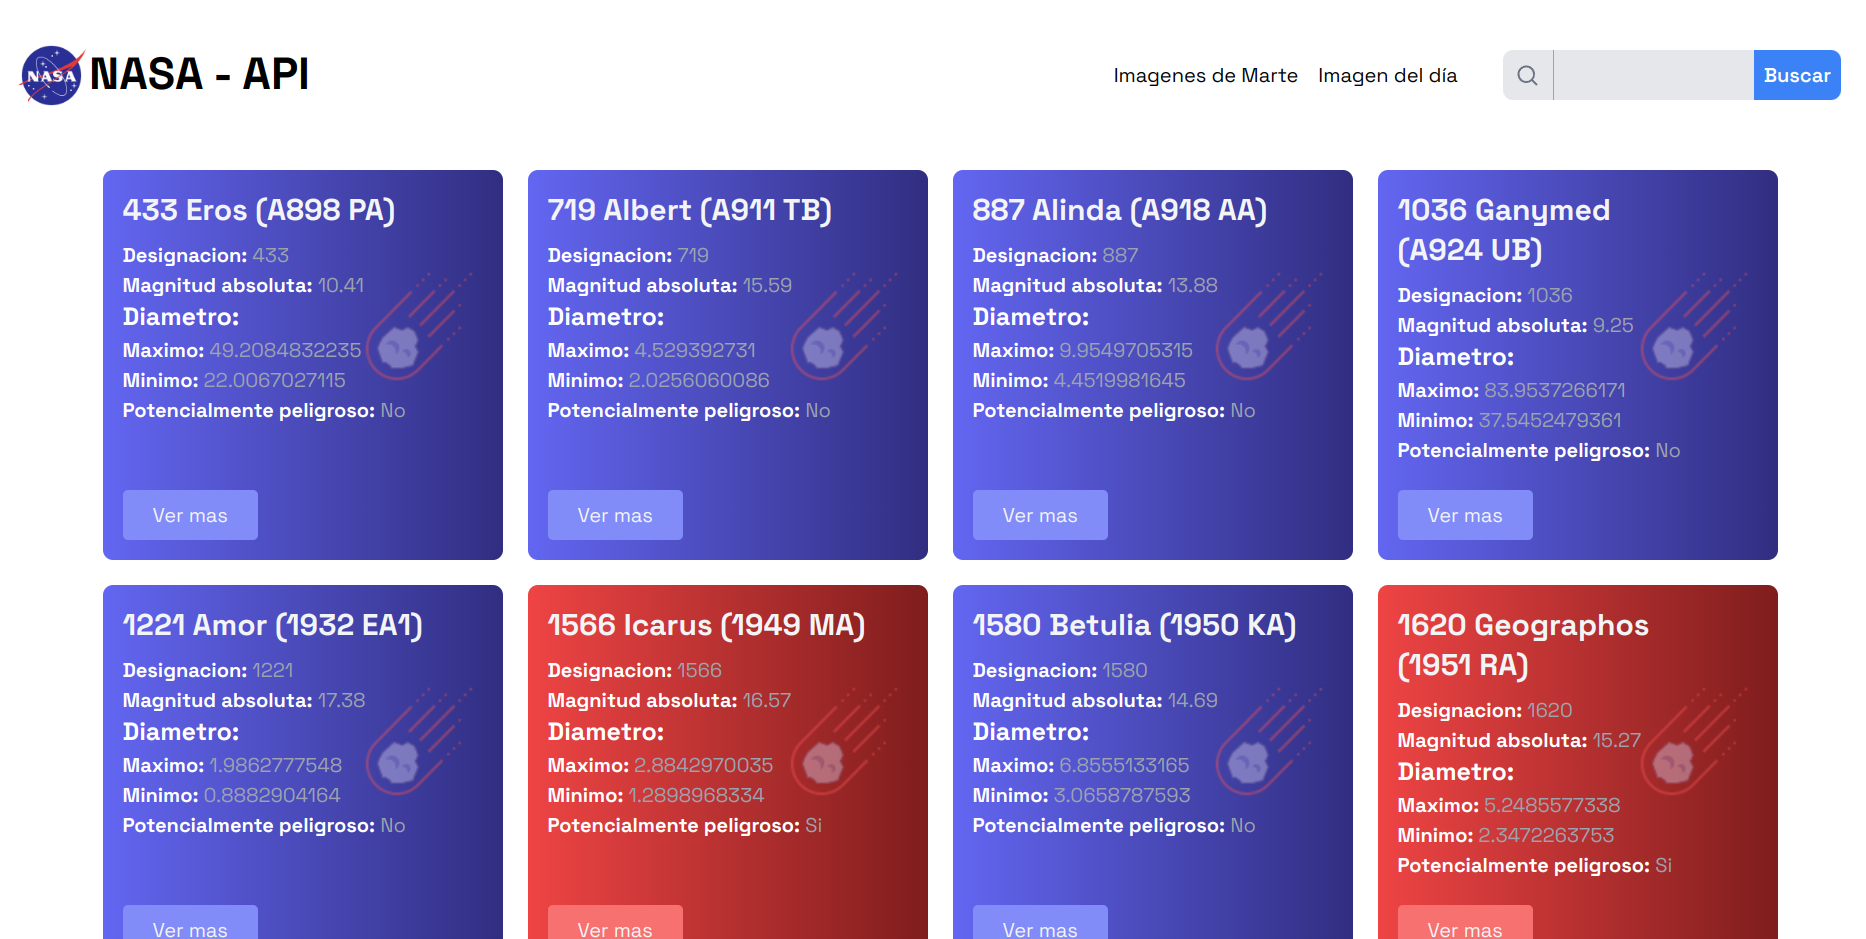 NASA
NASA - API
Imagenes de Marte
Imagen del día
Buscar
433 Eros (A898 PA)
Designacion: 433
Magnitud absoluta: 10.41
Diametro:
Maximo: 49.2084832235
Minimo: 22.0067027115
Potencialmente peligroso: No
Ver mas
719 Albert (A911 TB)
Designacion: 719
Magnitud absoluta: 15.59
Diametro:
Maximo: 4.529392731
Minimo: 2.0256060086
Potencialmente peligroso: No
Ver mas
887 Alinda (A918 AA)
Designacion: 887
Magnitud absoluta: 13.88
Diametro:
Maximo: 9.9549705315
Minimo: 4.4519981645
Potencialmente peligroso: No
Ver mas
1036 Ganymed
(A924 UB)
Designacion: 1036
Magnitud absoluta: 9.25
Diametro:
Maximo: 83.9537266171
Minimo: 37.5452479361
Potencialmente peligroso: No
Ver mas
1221 Amor (1932 EA1)
Designacion: 1221
Magnitud absoluta: 17.38
Diametro:
Maximo: 1.9862777548
Minimo: 0.8882904164
Potencialmente peligroso: No
Ver mas
1566 Icarus (1949 MA)
Designacion: 1566
Magnitud absoluta: 16.57
Diametro:
Maximo: 2.8842970035
Minimo: 1.2898968334
Potencialmente peligroso: Si
Ver mas
1580 Betulia (1950 KA)
Designacion: 1580
Magnitud absoluta: 14.69
Diametro:
Maximo: 6.8555133165
Minimo: 3.0658787593
Potencialmente peligroso: No
Ver mas
1620 Geographos
(1951 RA)
Designacion: 1620
Magnitud absoluta: 15.27
Diametro:
Maximo: 5.2485577338
Minimo: 2.3472263753
Potencialmente peligroso: Si
Ver mas